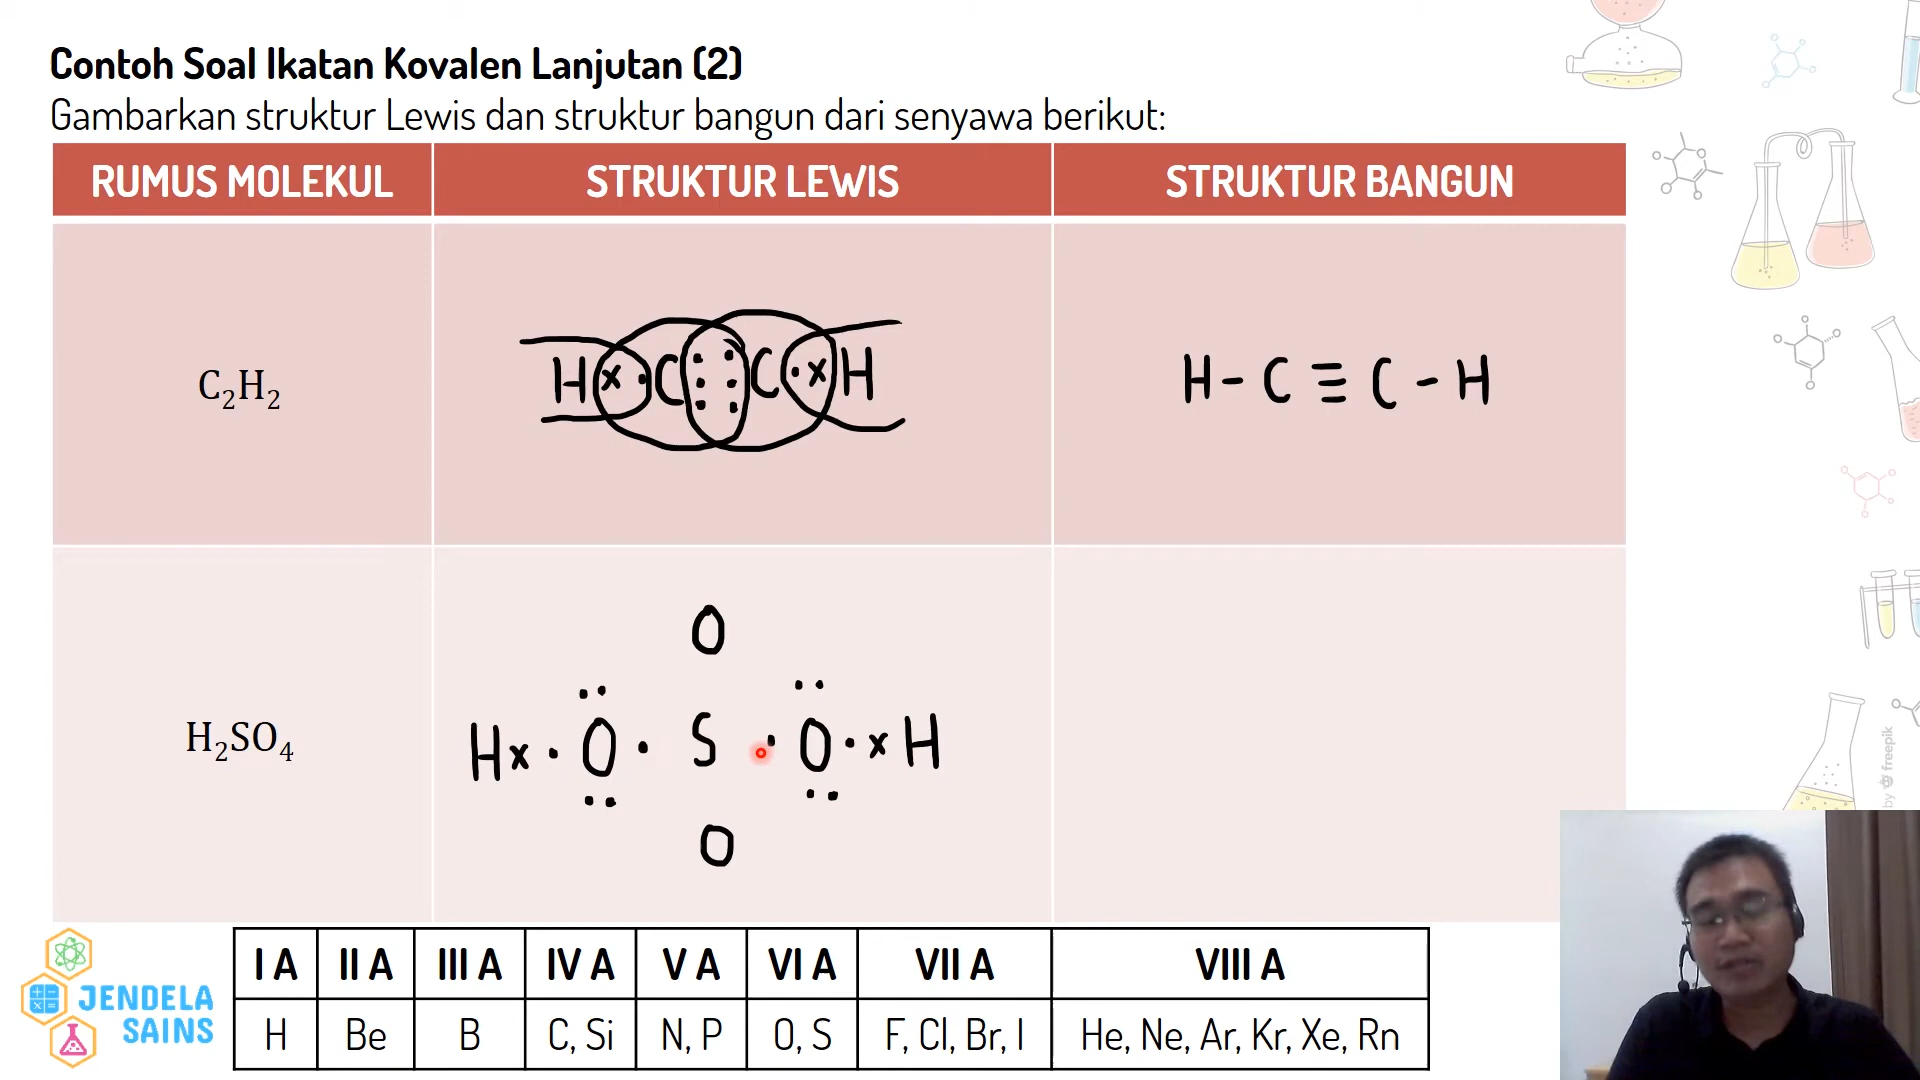 Contoh Soal Ikatan Kovalen Lanjutan (2)
Gambarkan struktur Lewis dan struktur bangun dari senyawa berikut:
RUMUS MOLEKUL STRUKTUR LEWIS STRUKTUR BANGUN
C₂H₂ H x · C ⋮ ⋮ C · x H H - C ≡ C - H
O
H₂SO₄ H x · O · S · O · x H
O
I A II A III A IV A V A VI A VII A VIII A
H Be B C, Si N, P O, S F, Cl, Br, I He, Ne, Ar, Kr, Xe, Rn
JENDELA
SAINS
by freepik